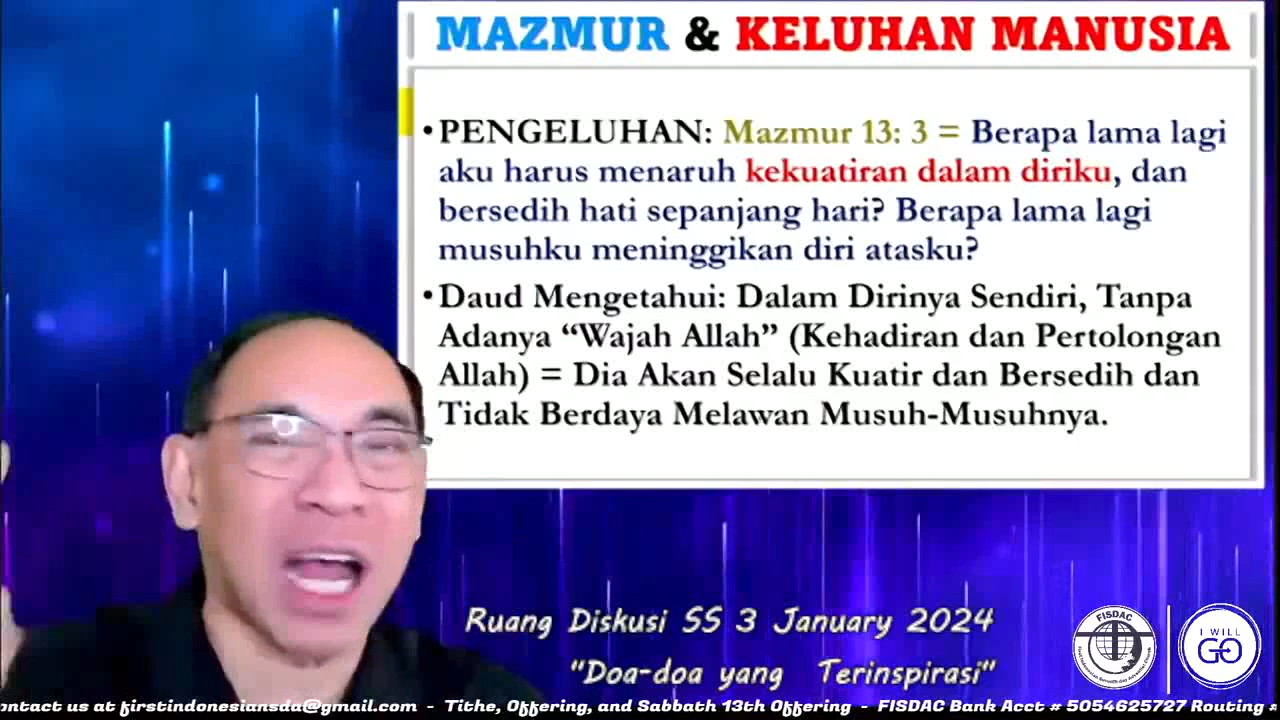 MAZMUR & KELUHAN MANUSIA
• PENGELUHAN: Mazmur 13: 3 = Berapa lama lagi
aku harus menaruh kekuatiran dalam diriku, dan
bersedih hati sepanjang hari? Berapa lama lagi
musuhku meninggikan diri atasku?
• Daud Mengetahui: Dalam Dirinya Sendiri, Tanpa
Adanya “Wajah Allah” (Kehadiran dan Pertolongan
Allah) = Dia Akan Selalu Kuatir dan Bersedih dan
Tidak Berdaya Melawan Musuh-Musuhnya.
Ruang Diskusi SS 3 January 2024
"Doa-doa yang Terinspirasi"
FISDAC
I WILL
GO
ontact us at firstindonesiansda@gmail.com - Tithe, Offering, and Sabbath 13th Offering - FISDAC Bank Acct # 5054625727 Routing #